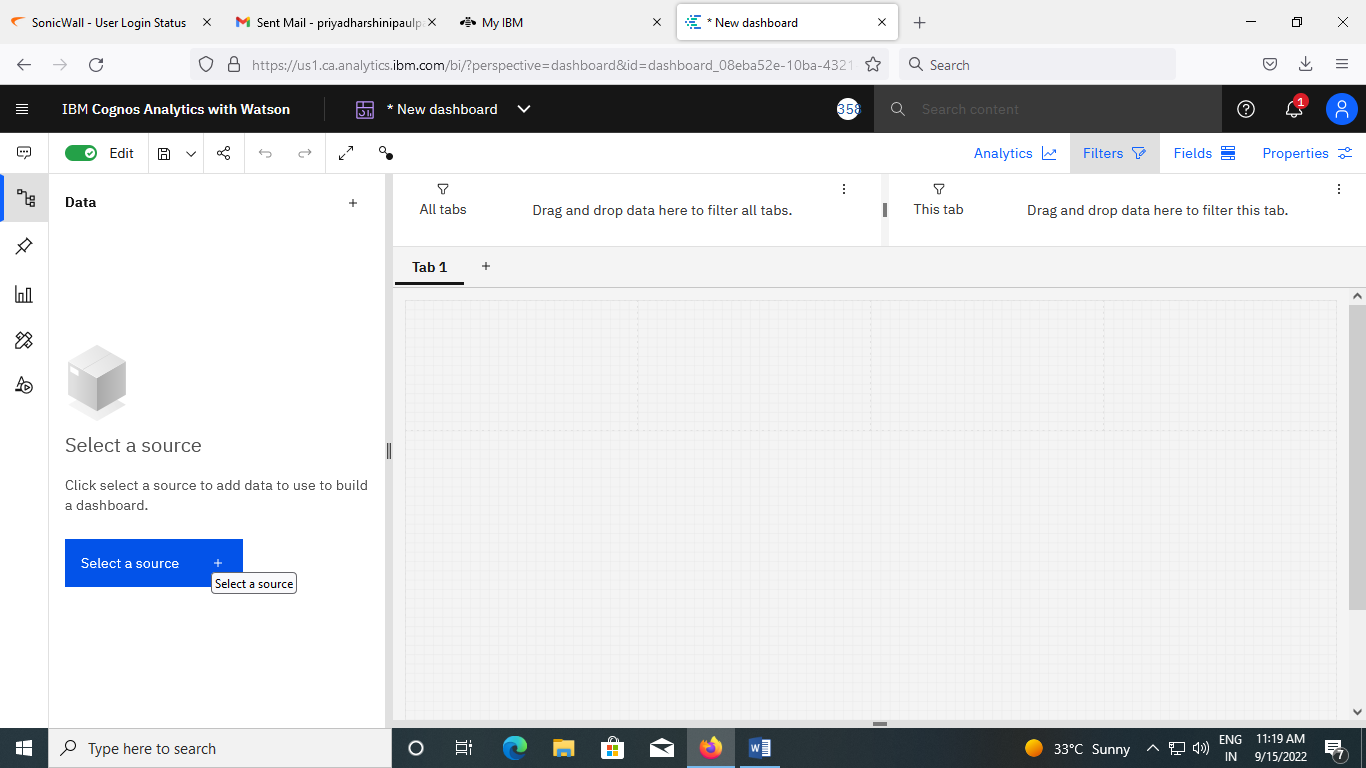 SonicWall - User Login Status
Sent Mail - priyadharshinipaulp
My IBM
* New dashboard
https://us1.ca.analytics.ibm.com/bi/?perspective=dashboard&id=dashboard_08eba52e-10ba-4321
Search
IBM Cognos Analytics with Watson
* New dashboard
358
Search content
1
Edit
Analytics
Filters
Fields
Properties
Data
All tabs
Drag and drop data here to filter all tabs.
This tab
Drag and drop data here to filter this tab.
Tab 1
Select a source
Click select a source to add data to use to build
a dashboard.
Select a source
Select a source
Type here to search
33°C Sunny
ENG
IN
11:19 AM
9/15/2022
7